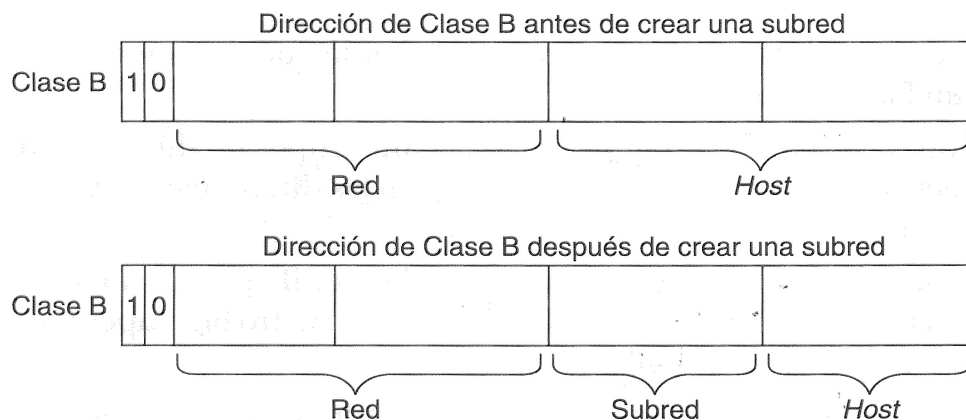 Dirección de Clase B antes de crear una subred
Clase B 1 0
Red Host
Dirección de Clase B después de crear una subred
Clase B 1 0
Red Subred Host